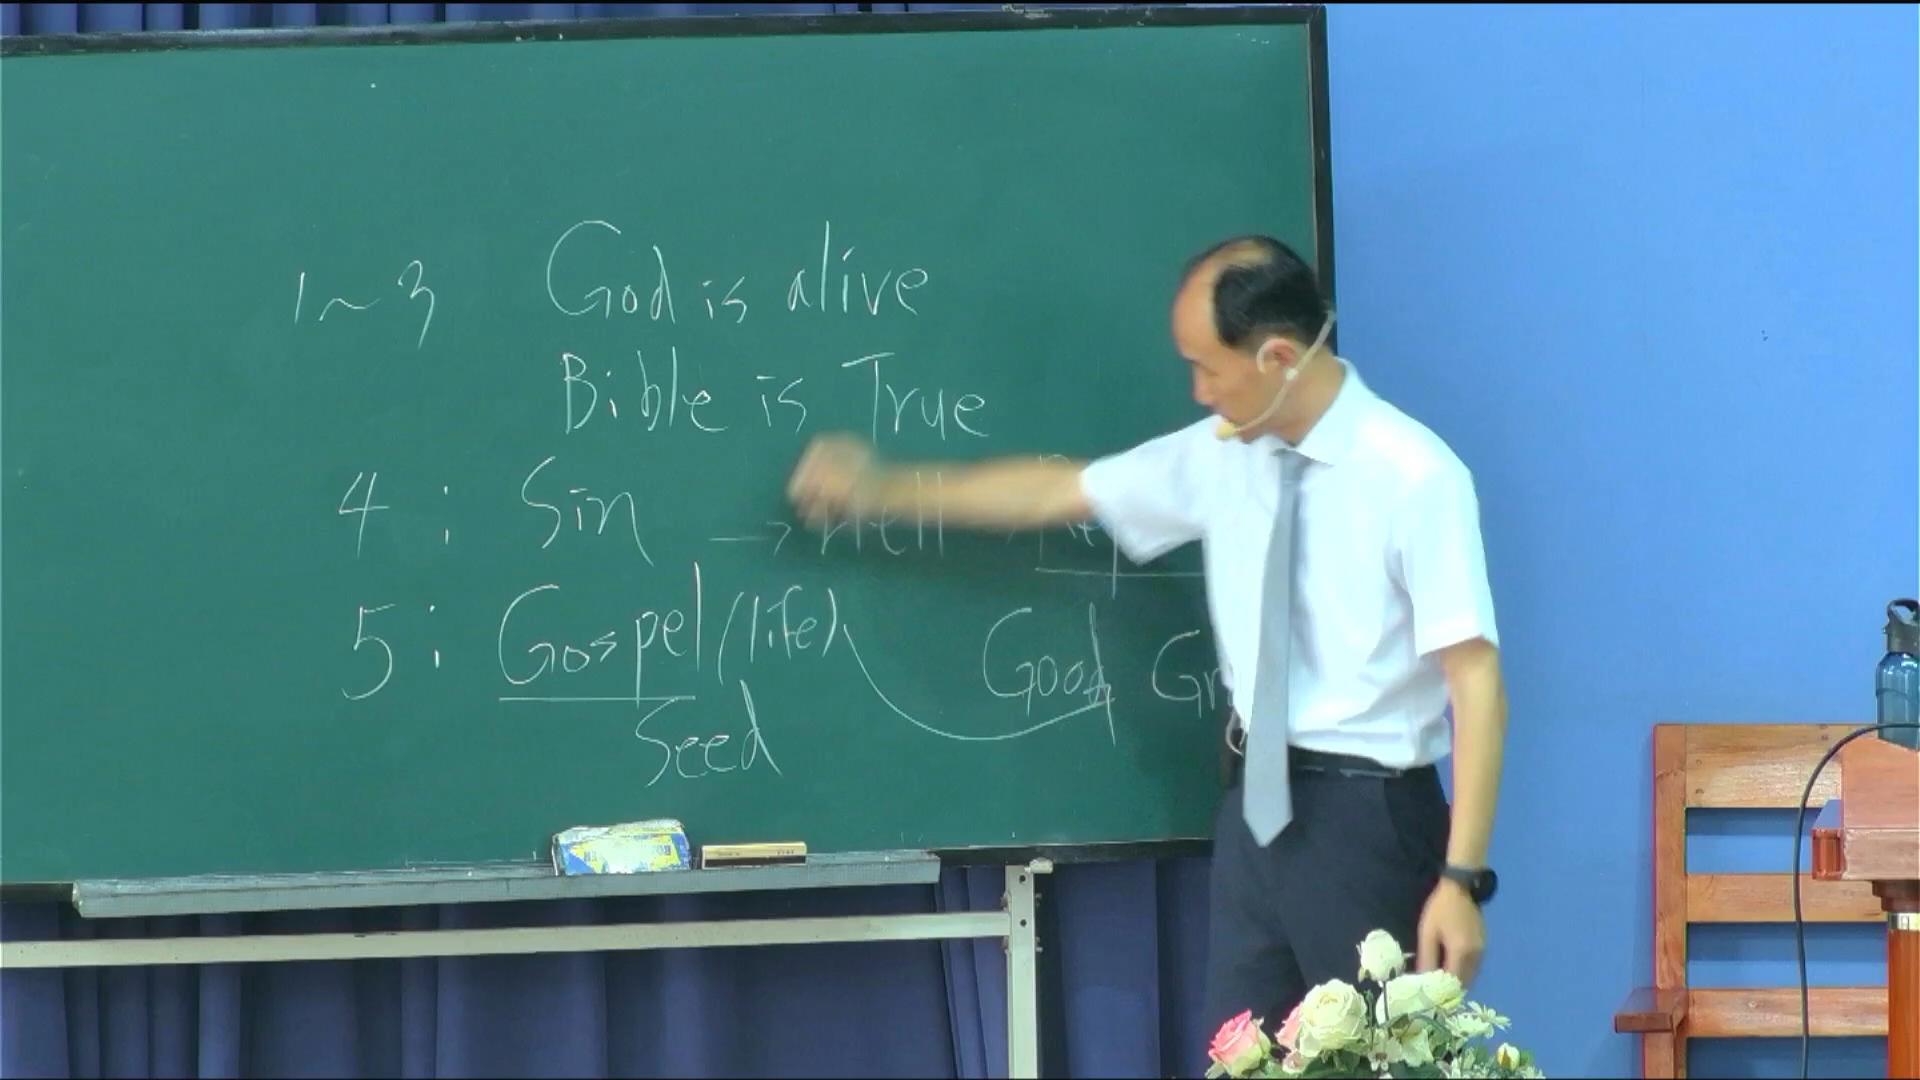 1~3 God is alive
Bible is True
4 : Sin → Hell
5 : Gospel (life) Good
Seed